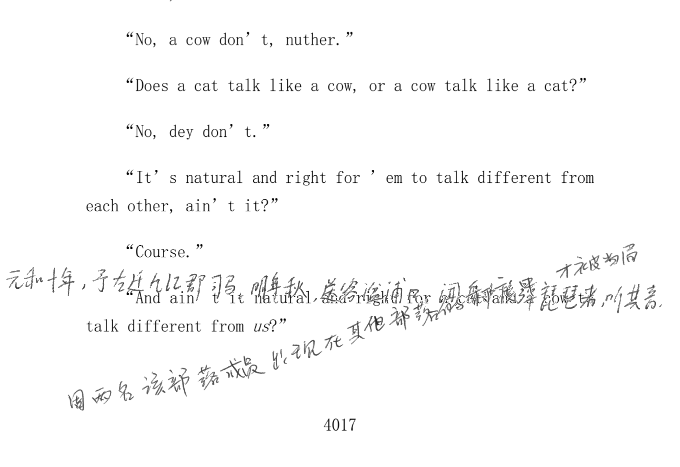 “No, a cow don’t, nuther.”
“Does a cat talk like a cow, or a cow talk like a cat?”
“No, dey don’t.”
“It’s natural and right for ’em to talk different from
each other, ain’t it?”
“Course.”
才被当局
元和十年，予左迁九江郡司马。明年秋，送客湓浦口，闻舟中夜弹琵琶者，听其音
“And ain’t it natural and right for a cat and a cow to
talk different from us?”
因两名该部落成员出现在其他部落的
4017